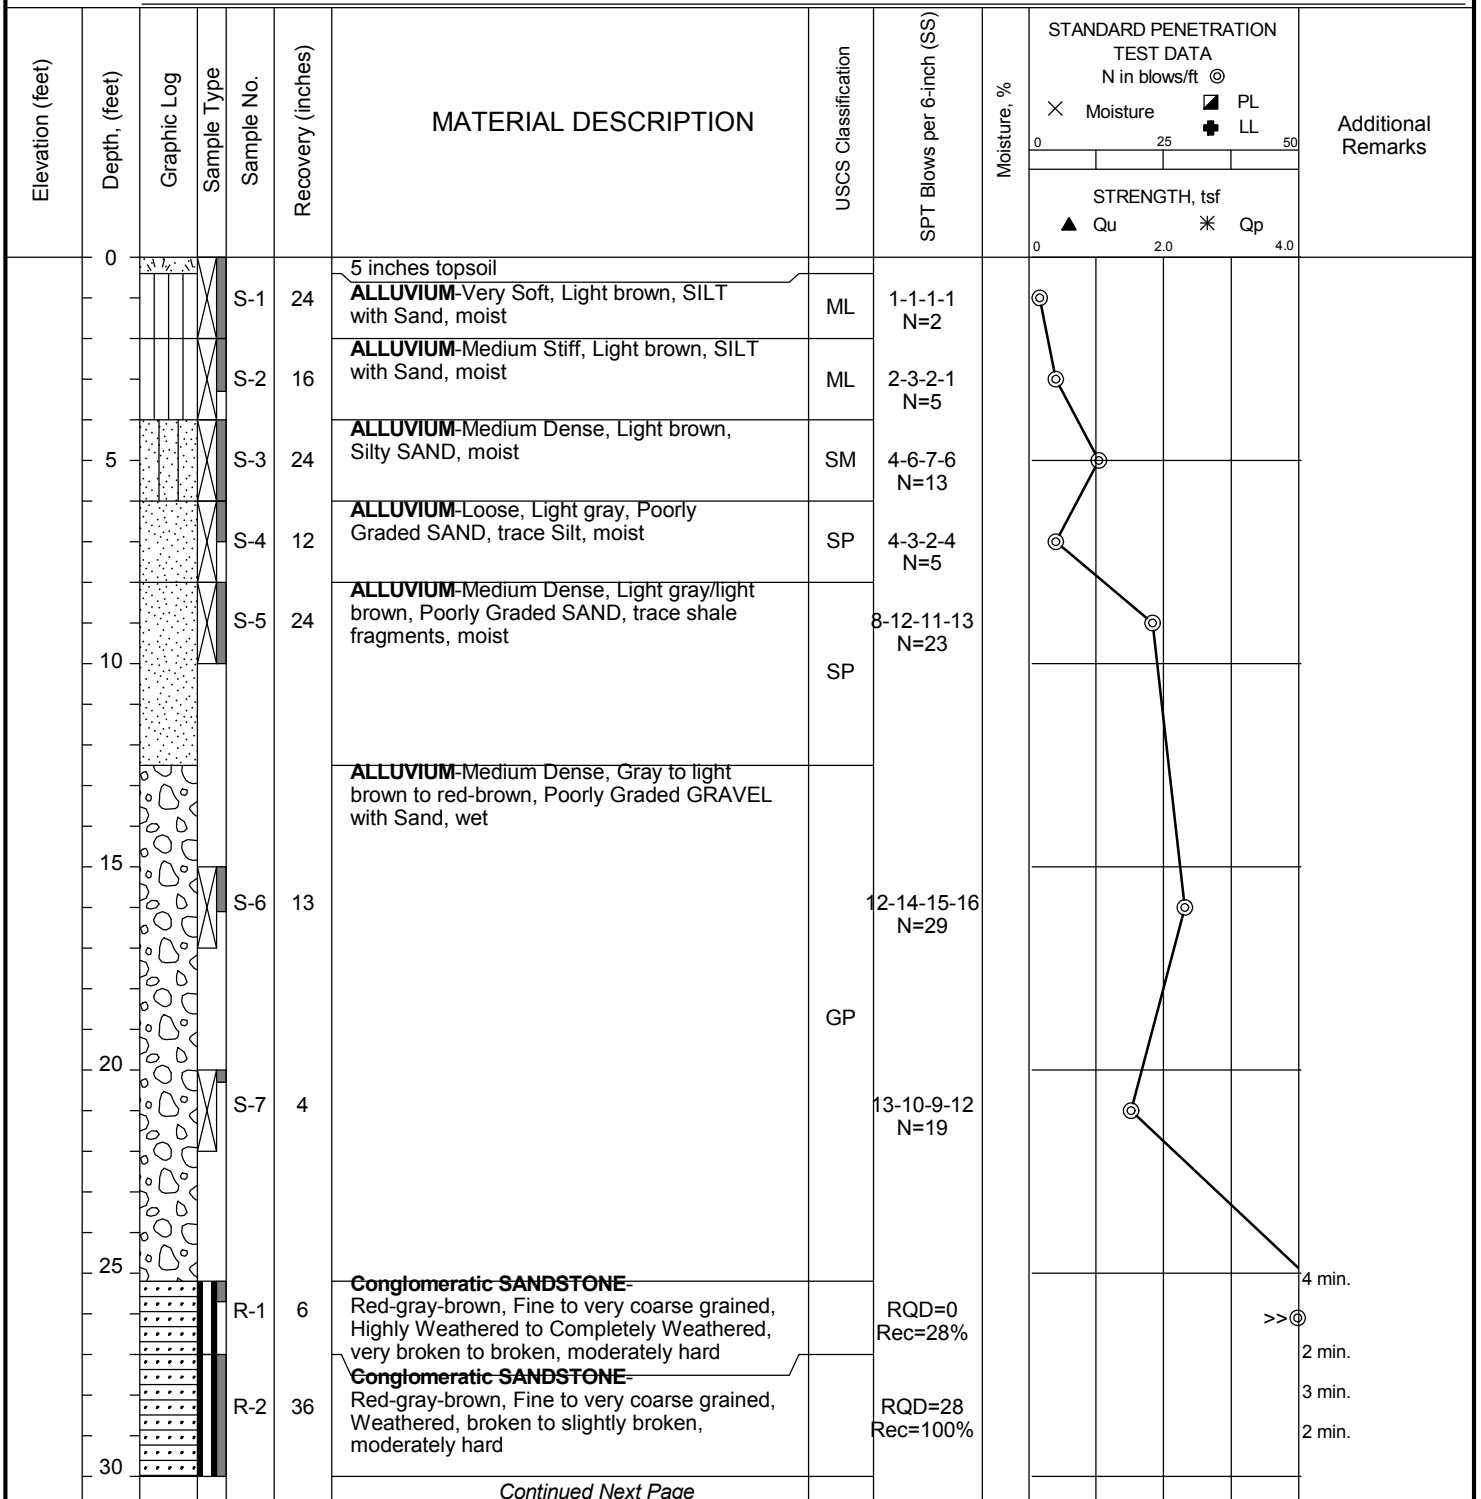 Elevation (feet)
Depth, (feet)
Graphic Log
Sample Type
Sample No.
Recovery (inches)
MATERIAL DESCRIPTION
USCS Classification
SPT Blows per 6-inch (SS)
Moisture, %
STANDARD PENETRATION
TEST DATA
N in blows/ft
Moisture
PL
LL
0 25 50
STRENGTH, tsf
Qu Qp
0 2.0 4.0
Additional
Remarks
0
5 inches topsoil
S-1 24
ALLUVIUM-Very Soft, Light brown, SILT
with Sand, moist
ML
1-1-1-1
N=2
S-2 16
ALLUVIUM-Medium Stiff, Light brown, SILT
with Sand, moist
ML
2-3-2-1
N=5
5
S-3 24
ALLUVIUM-Medium Dense, Light brown,
Silty SAND, moist
SM
4-6-7-6
N=13
S-4 12
ALLUVIUM-Loose, Light gray, Poorly
Graded SAND, trace Silt, moist
SP
4-3-2-4
N=5
S-5 24
ALLUVIUM-Medium Dense, Light gray/light
brown, Poorly Graded SAND, trace shale
fragments, moist
SP
8-12-11-13
N=23
10
ALLUVIUM-Medium Dense, Gray to light
brown to red-brown, Poorly Graded GRAVEL
with Sand, wet
GP
15
S-6 13
12-14-15-16
N=29
20
S-7 4
13-10-9-12
N=19
25
R-1 6
Conglomeratic SANDSTONE-
Red-gray-brown, Fine to very coarse grained,
Highly Weathered to Completely Weathered,
very broken to broken, moderately hard
RQD=0
Rec=28%
>>
4 min.
2 min.
R-2 36
Conglomeratic SANDSTONE-
Red-gray-brown, Fine to very coarse grained,
Weathered, broken to slightly broken,
moderately hard
RQD=28
Rec=100%
3 min.
2 min.
30
Continued Next Page